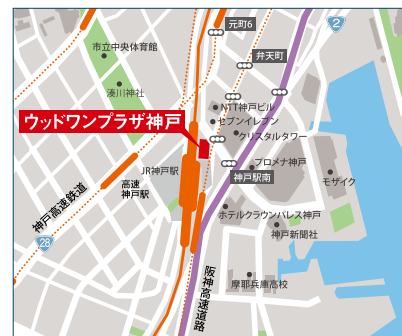 元町6
2
市立中央体育館
弁天町
湊川神社
NTT神戸ビル
セブンイレブン
ウッドワンプラザ神戸
クリスタルタワー
JR神戸駅
プロメナ神戸
高速
神戸駅
神戸駅南
モザイク
神戸高速鉄道
ホテルクラウンパレス神戸
神戸新聞社
28
阪神高速道路
摩耶兵庫高校